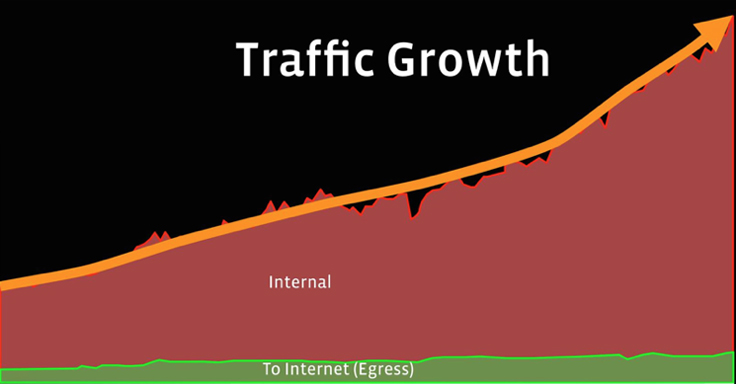 Traffic Growth
Internal
To Internet (Egress)